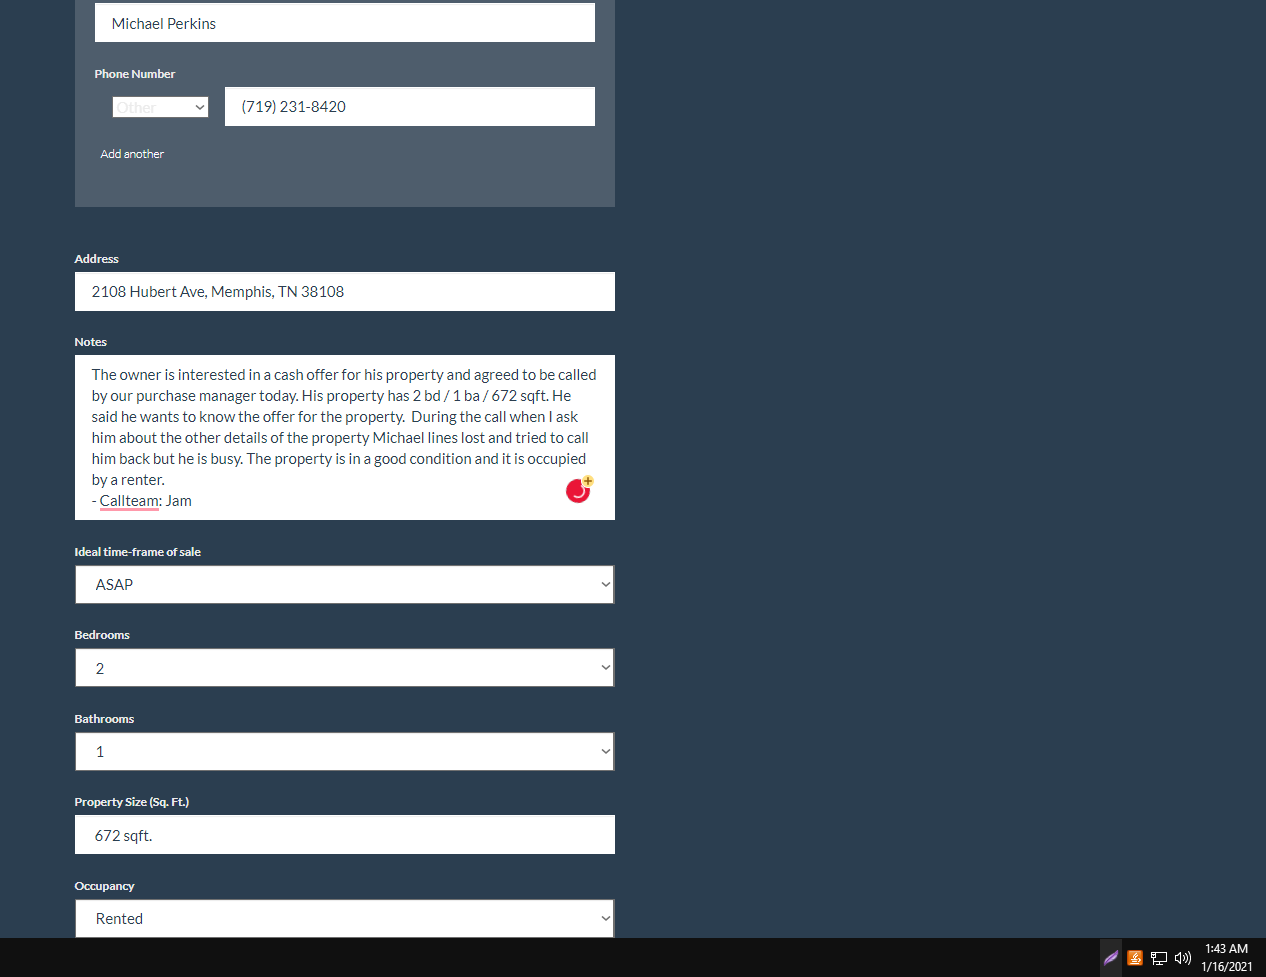 Michael Perkins
Phone Number
Other
(719) 231-8420
Add another
Address
2108 Hubert Ave, Memphis, TN 38108
Notes
The owner is interested in a cash offer for his property and agreed to be called
by our purchase manager today. His property has 2 bd / 1 ba / 672 sqft. He
said he wants to know the offer for the property.  During the call when I ask
him about the other details of the property Michael lines lost and tried to call
him back but he is busy. The property is in a good condition and it is occupied
by a renter.
- Callteam: Jam
Ideal time-frame of sale
ASAP
Bedrooms
2
Bathrooms
1
Property Size (Sq. Ft.)
672 sqft.
Occupancy
Rented
1:43 AM
1/16/2021